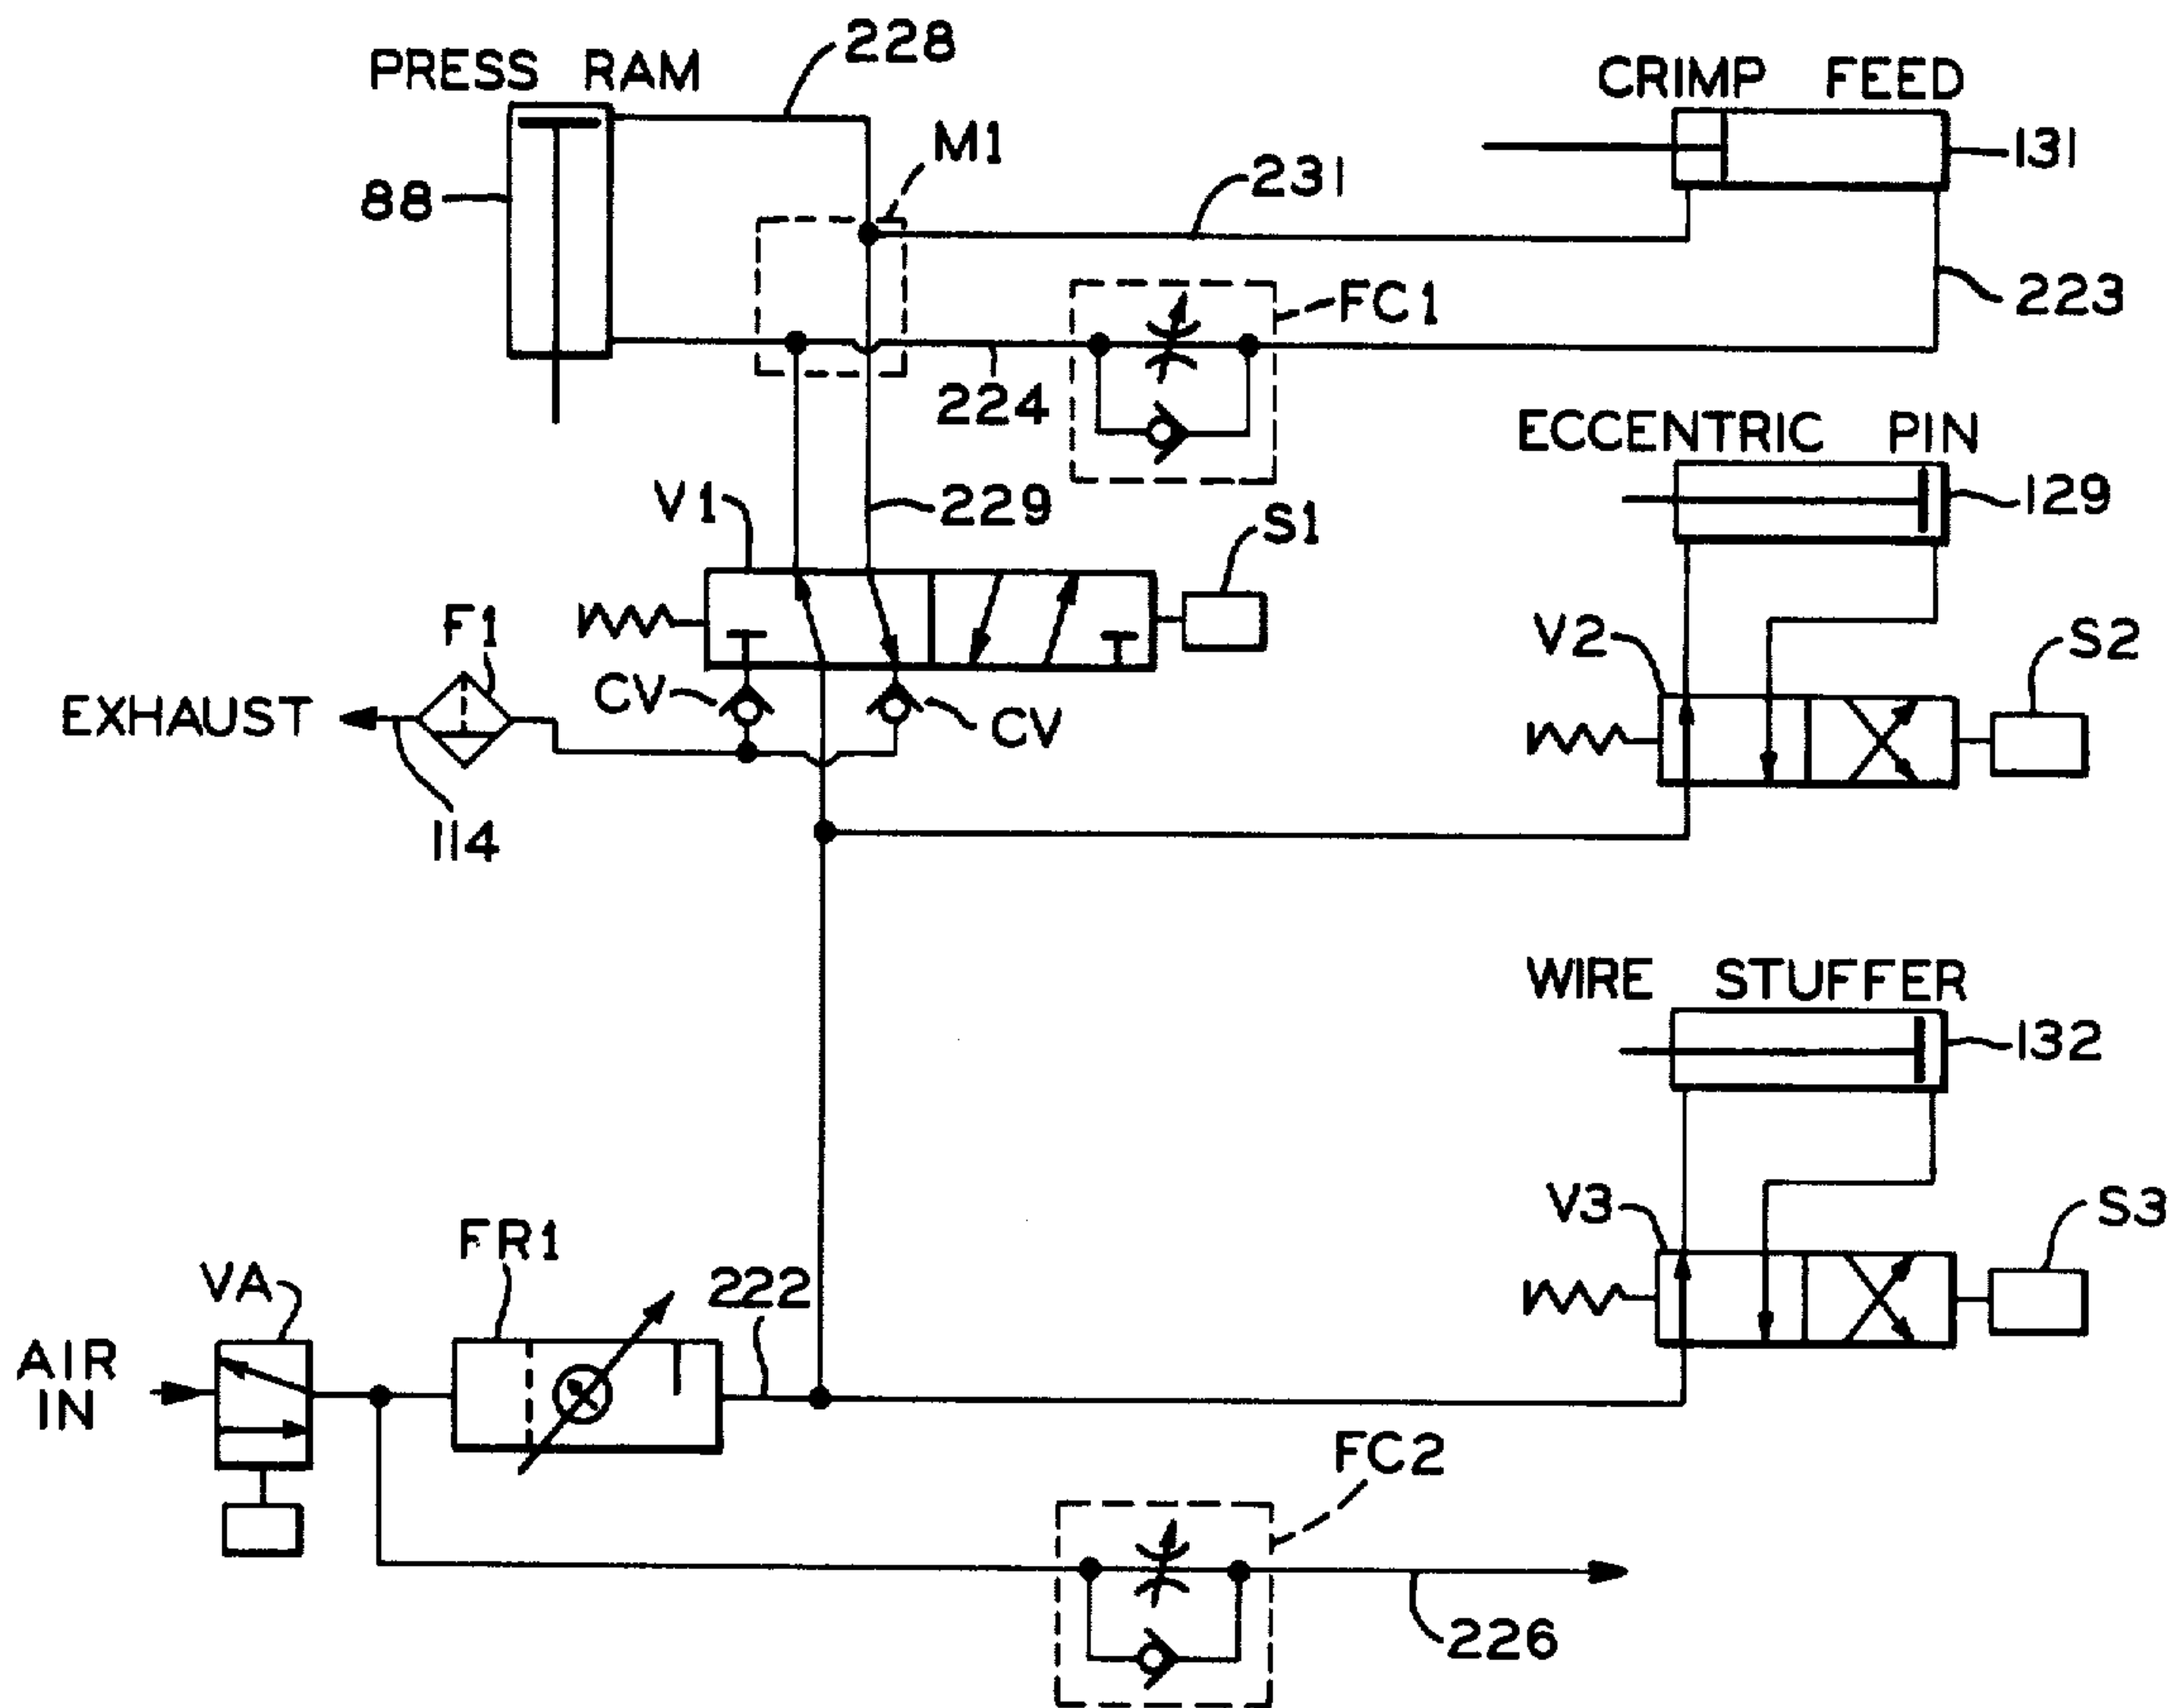 228
PRESS RAM
CRIMP FEED
M1
131
231
88
FC1
223
224
ECCENTRIC PIN
V1
229
129
S1
F1
V2
S2
CV
EXHAUST
CV
114
WIRE STUFFER
132
V3
S3
FR1
VA
222
AIR
IN
FC2
226